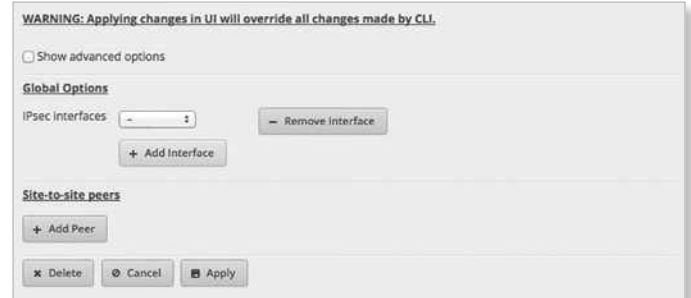 WARNING: Applying changes in UI will override all changes made by CLI.
Show advanced options
Global Options
IPsec interfaces - − Remove Interface
+ Add Interface
Site-to-site peers
+ Add Peer
Delete Cancel Apply